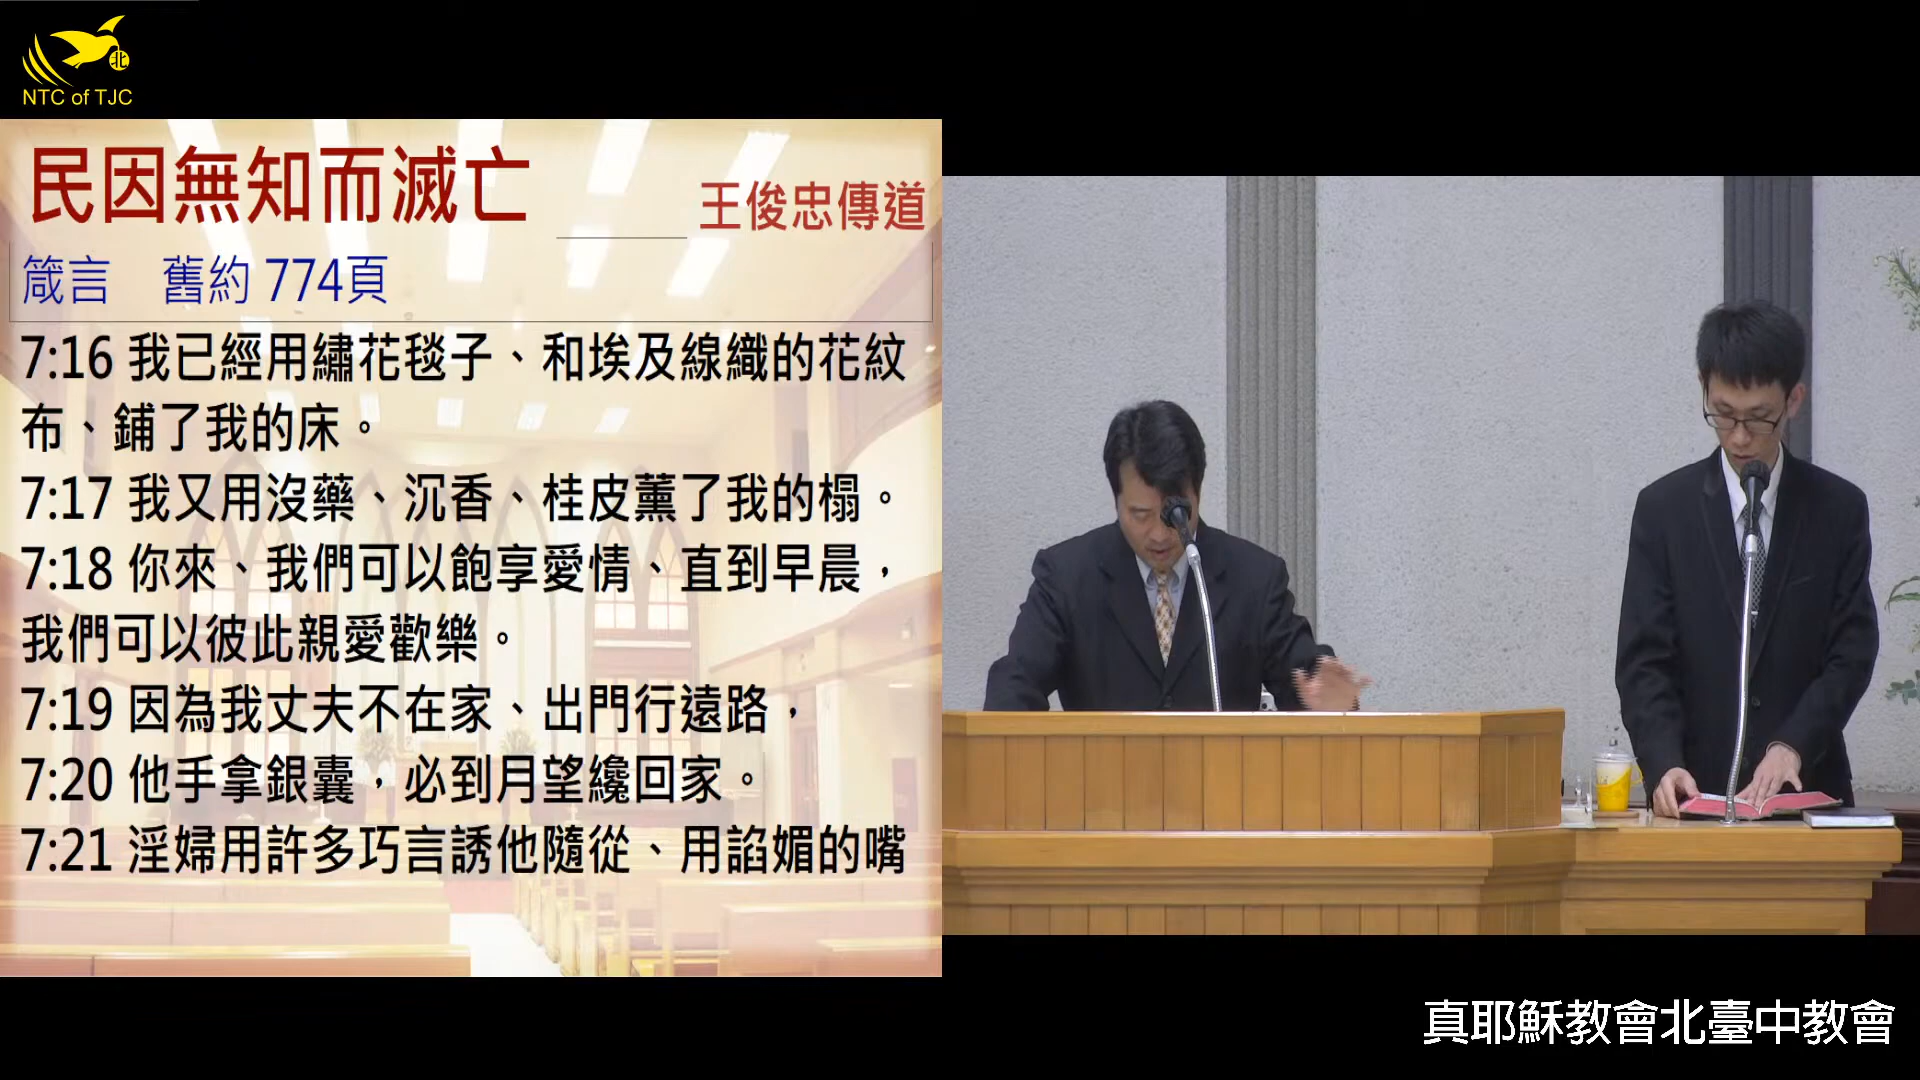 北
NTC of TJC
民因無知而滅亡
王俊忠傳道
箴言 舊約 774頁
7:16 我已經用繡花毯子、和埃及線織的花紋
布、鋪了我的床。
7:17 我又用沒藥、沉香、桂皮薰了我的榻。
7:18 你來、我們可以飽享愛情、直到早晨，
我們可以彼此親愛歡樂。
7:19 因為我丈夫不在家、出門行遠路，
7:20 他手拿銀囊，必到月望纔回家。
7:21 淫婦用許多巧言誘他隨從、用諂媚的嘴
真耶穌教會北臺中教會